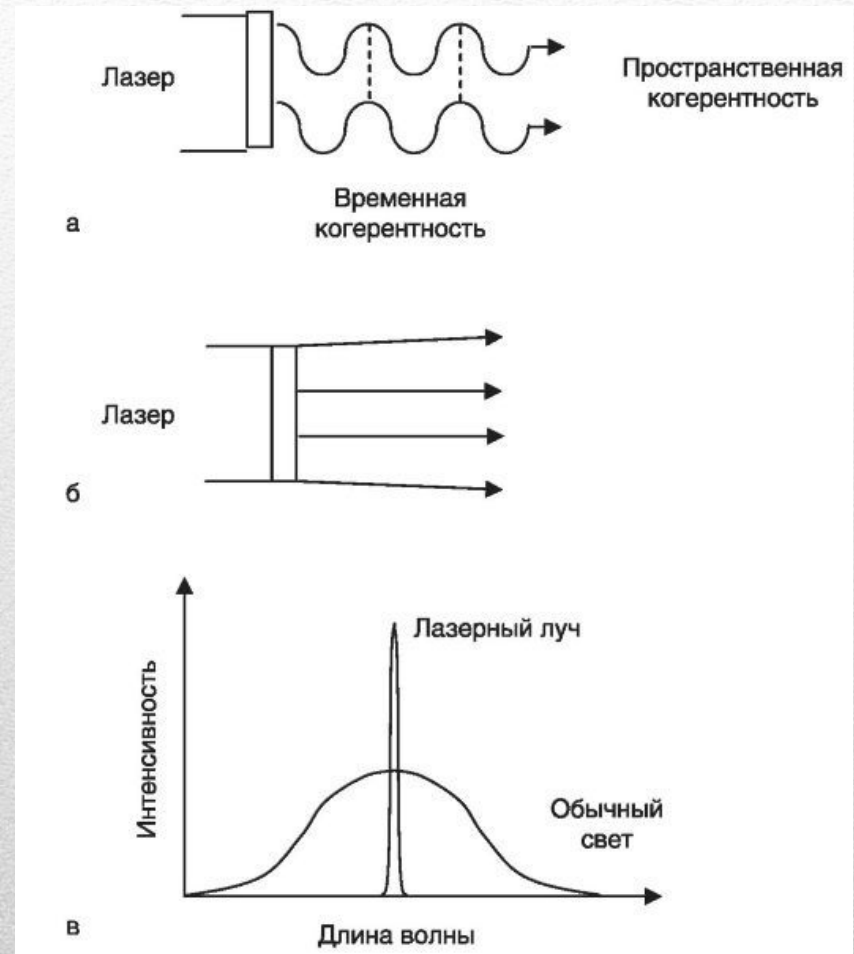 Лазер
Пространственная
когерентность
Временная
когерентность
а
Лазер
б
Лазерный луч
Интенсивность
Обычный
свет
в
Длина волны